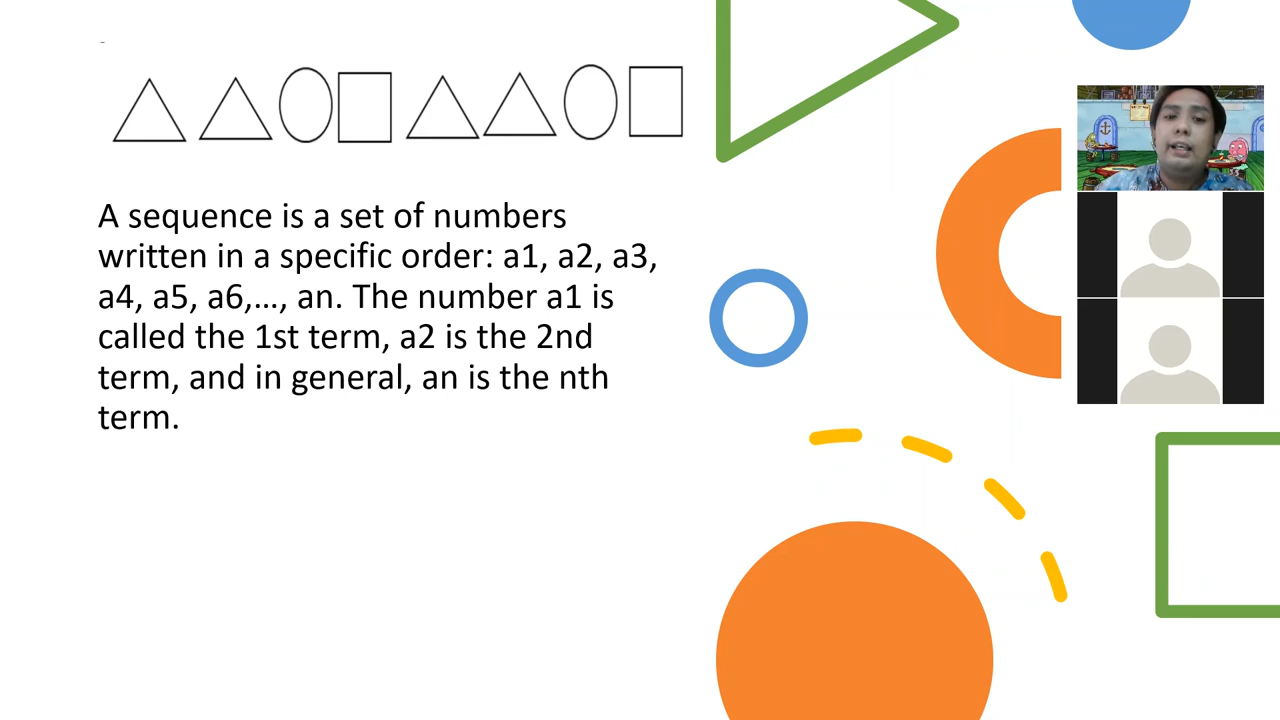 A sequence is a set of numbers
written in a specific order: a1, a2, a3,
a4, a5, a6,..., an. The number a1 is
called the 1st term, a2 is the 2nd
term, and in general, an is the nth
term.